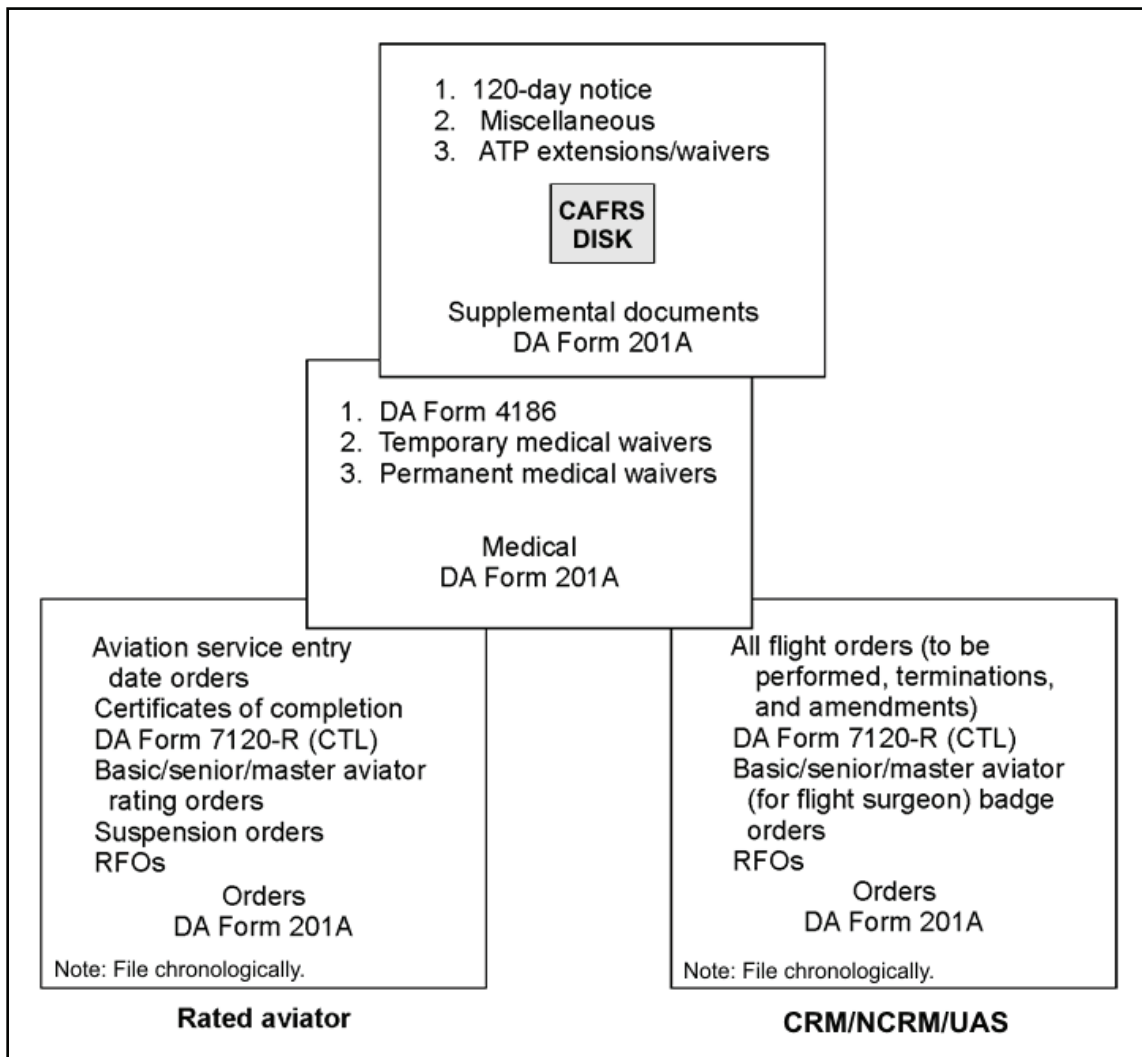 1. 120-day notice
2. Miscellaneous
3. ATP extensions/waivers
CAFRS
DISK
Supplemental documents
DA Form 201A
1. DA Form 4186
2. Temporary medical waivers
3. Permanent medical waivers
Medical
DA Form 201A
Aviation service entry
date orders
Certificates of completion
DA Form 7120-R (CTL)
Basic/senior/master aviator
rating orders
Suspension orders
RFOs
Orders
DA Form 201A
Note: File chronologically.
Rated aviator
All flight orders (to be
performed, terminations,
and amendments)
DA Form 7120-R (CTL)
Basic/senior/master aviator
(for flight surgeon) badge
orders
RFOs
Orders
DA Form 201A
Note: File chronologically.
CRM/NCRM/UAS